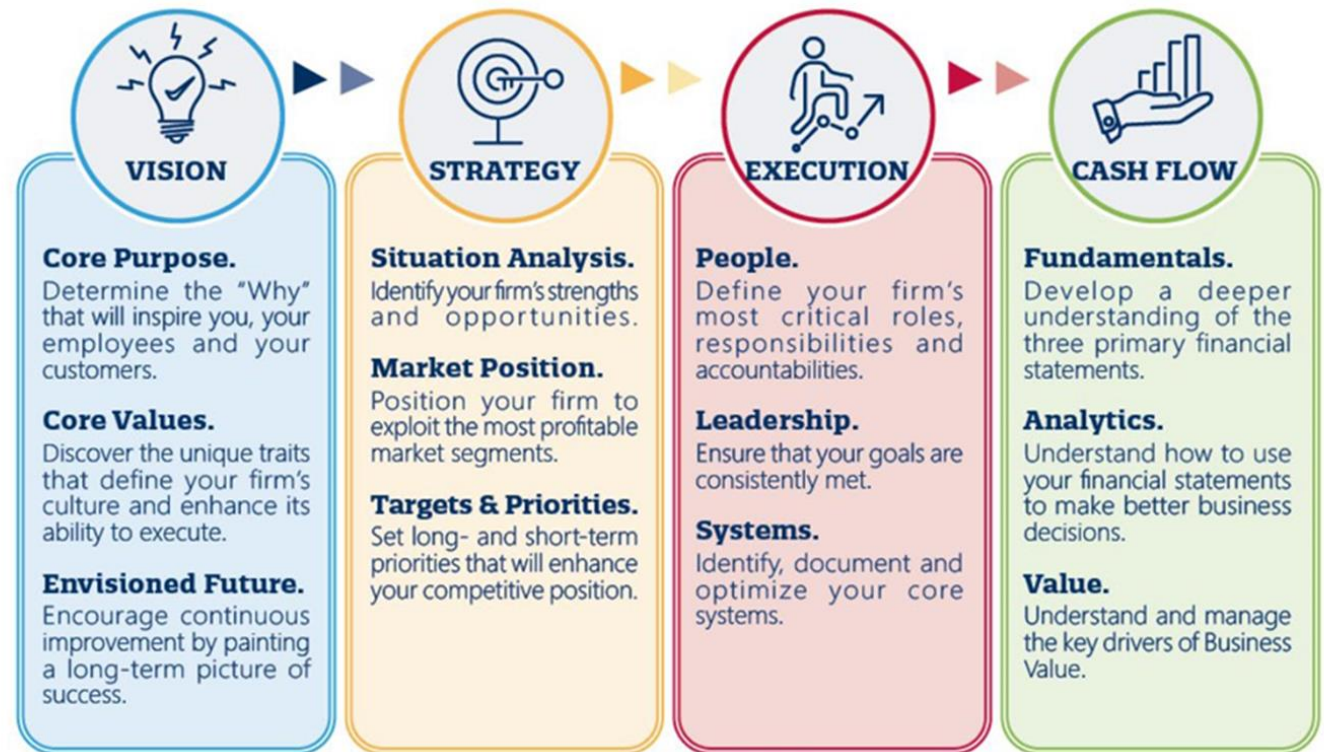 VISION
Core Purpose.
Determine the “Why”
that will inspire you, your
employees and your
customers.
Core Values.
Discover the unique traits
that define your firm’s
culture and enhance its
ability to execute.
Envisioned Future.
Encourage continuous
improvement by painting
a long-term picture of
success.
STRATEGY
Situation Analysis.
Identify your firm’s strengths
and opportunities.
Market Position.
Position your firm to
exploit the most profitable
market segments.
Targets & Priorities.
Set long- and short-term
priorities that will enhance
your competitive position.
EXECUTION
People.
Define your firm’s
most critical roles,
responsibilities and
accountabilities.
Leadership.
Ensure that your goals are
consistently met.
Systems.
Identify, document and
optimize your core
systems.
CASH FLOW
Fundamentals.
Develop a deeper
understanding of the
three primary financial
statements.
Analytics.
Understand how to use
your financial statements
to make better business
decisions.
Value.
Understand and manage
the key drivers of Business
Value.